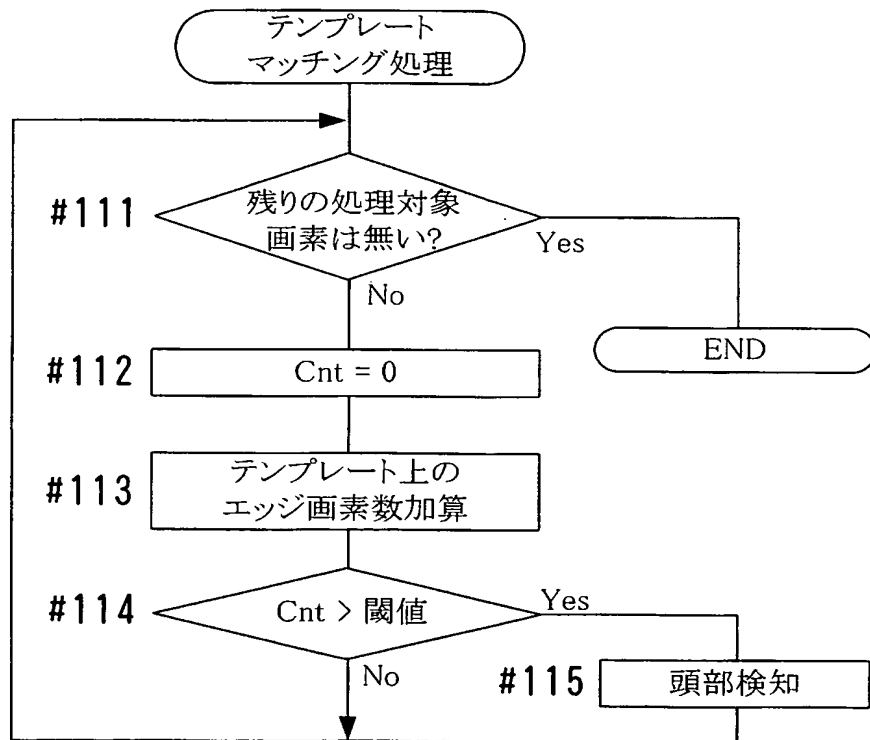 テンプレート
マッチング処理
#111
残りの処理対象
画素は無い?
Yes
No
END
#112
Cnt = 0
#113
テンプレート上の
エッジ画素数加算
#114
Cnt > 閾値
Yes
No
#115
頭部検知